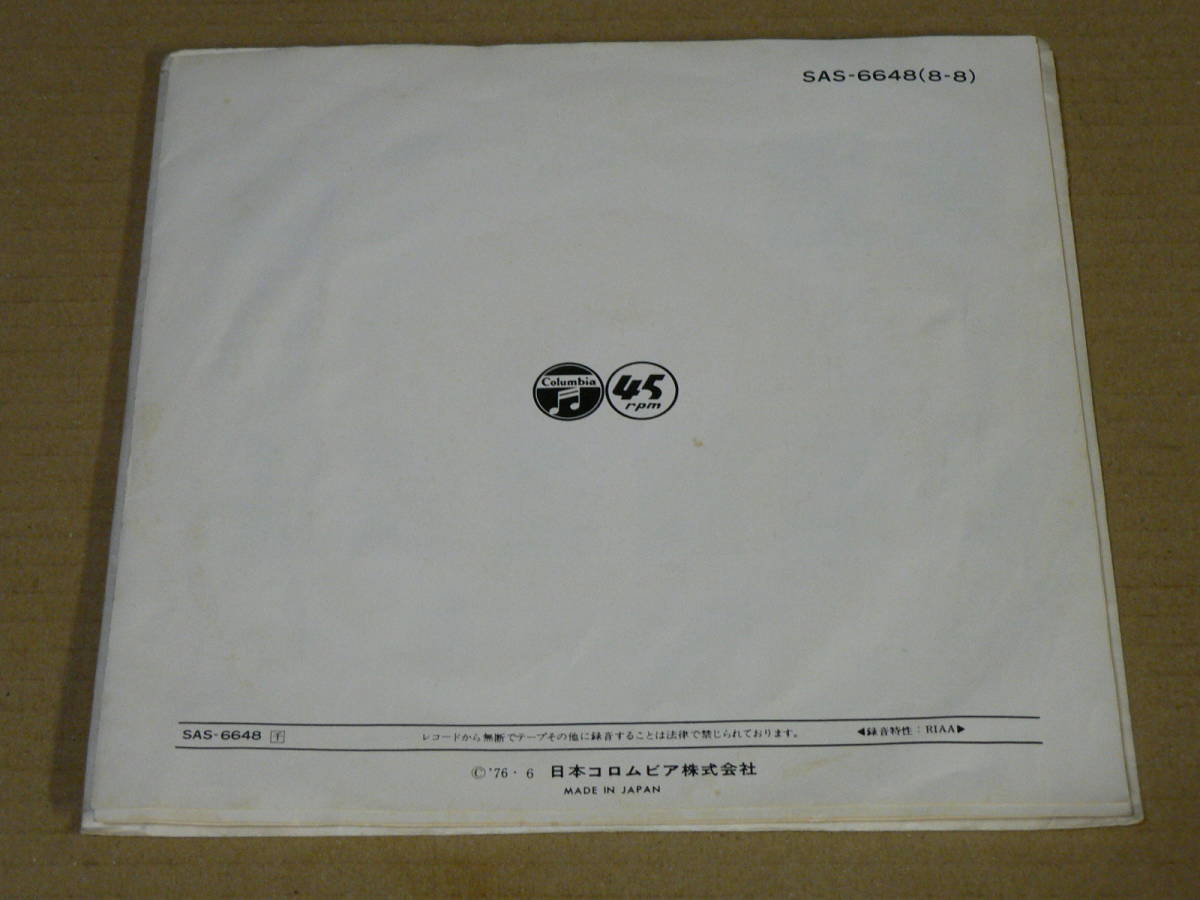 SAS-6648(8-8)
Columbia
45
rpm
SAS-6648
レコードから無断でテープその他に録音することは法律で禁じられております。
◀録音特性：RIAA▶
©'76・6 日本コロムビア株式会社
MADE IN JAPAN